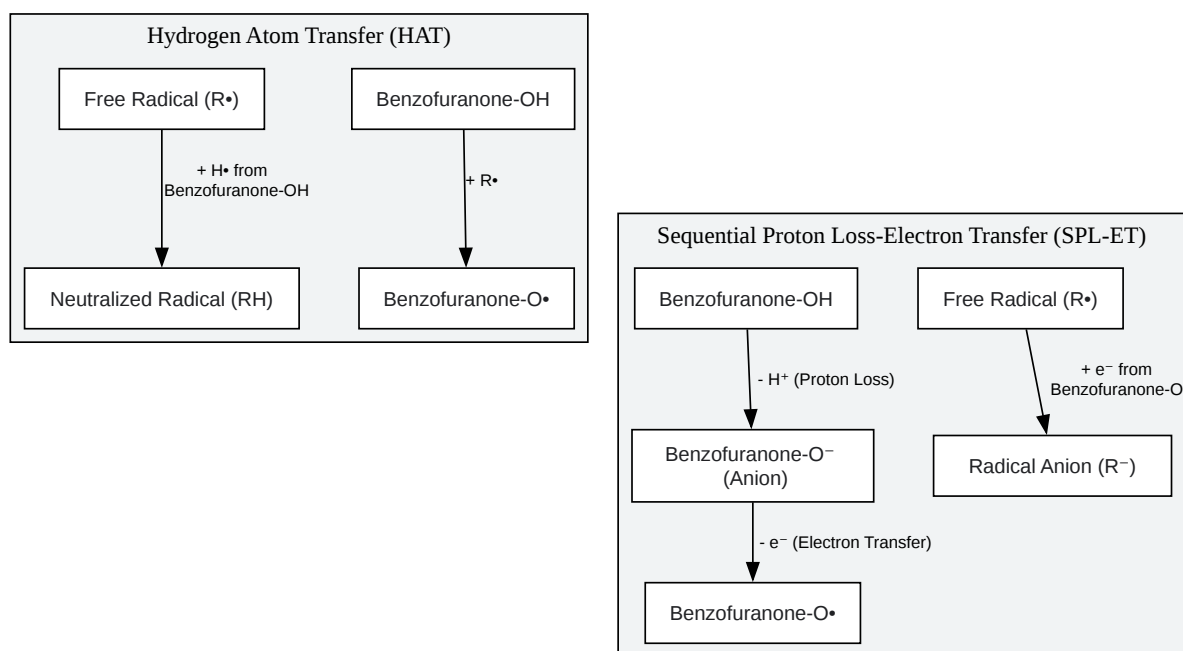 Hydrogen Atom Transfer (HAT)
Free Radical (R•)
Benzofuranone-OH
+ H• from
Benzofuranone-OH
+ R•
Neutralized Radical (RH)
Benzofuranone-O•
Sequential Proton Loss-Electron Transfer (SPL-ET)
Benzofuranone-OH
Free Radical (R•)
- H⁺ (Proton Loss)
+ e⁻ from
Benzofuranone-O
Benzofuranone-O⁻
(Anion)
Radical Anion (R⁻)
- e⁻ (Electron Transfer)
Benzofuranone-O•